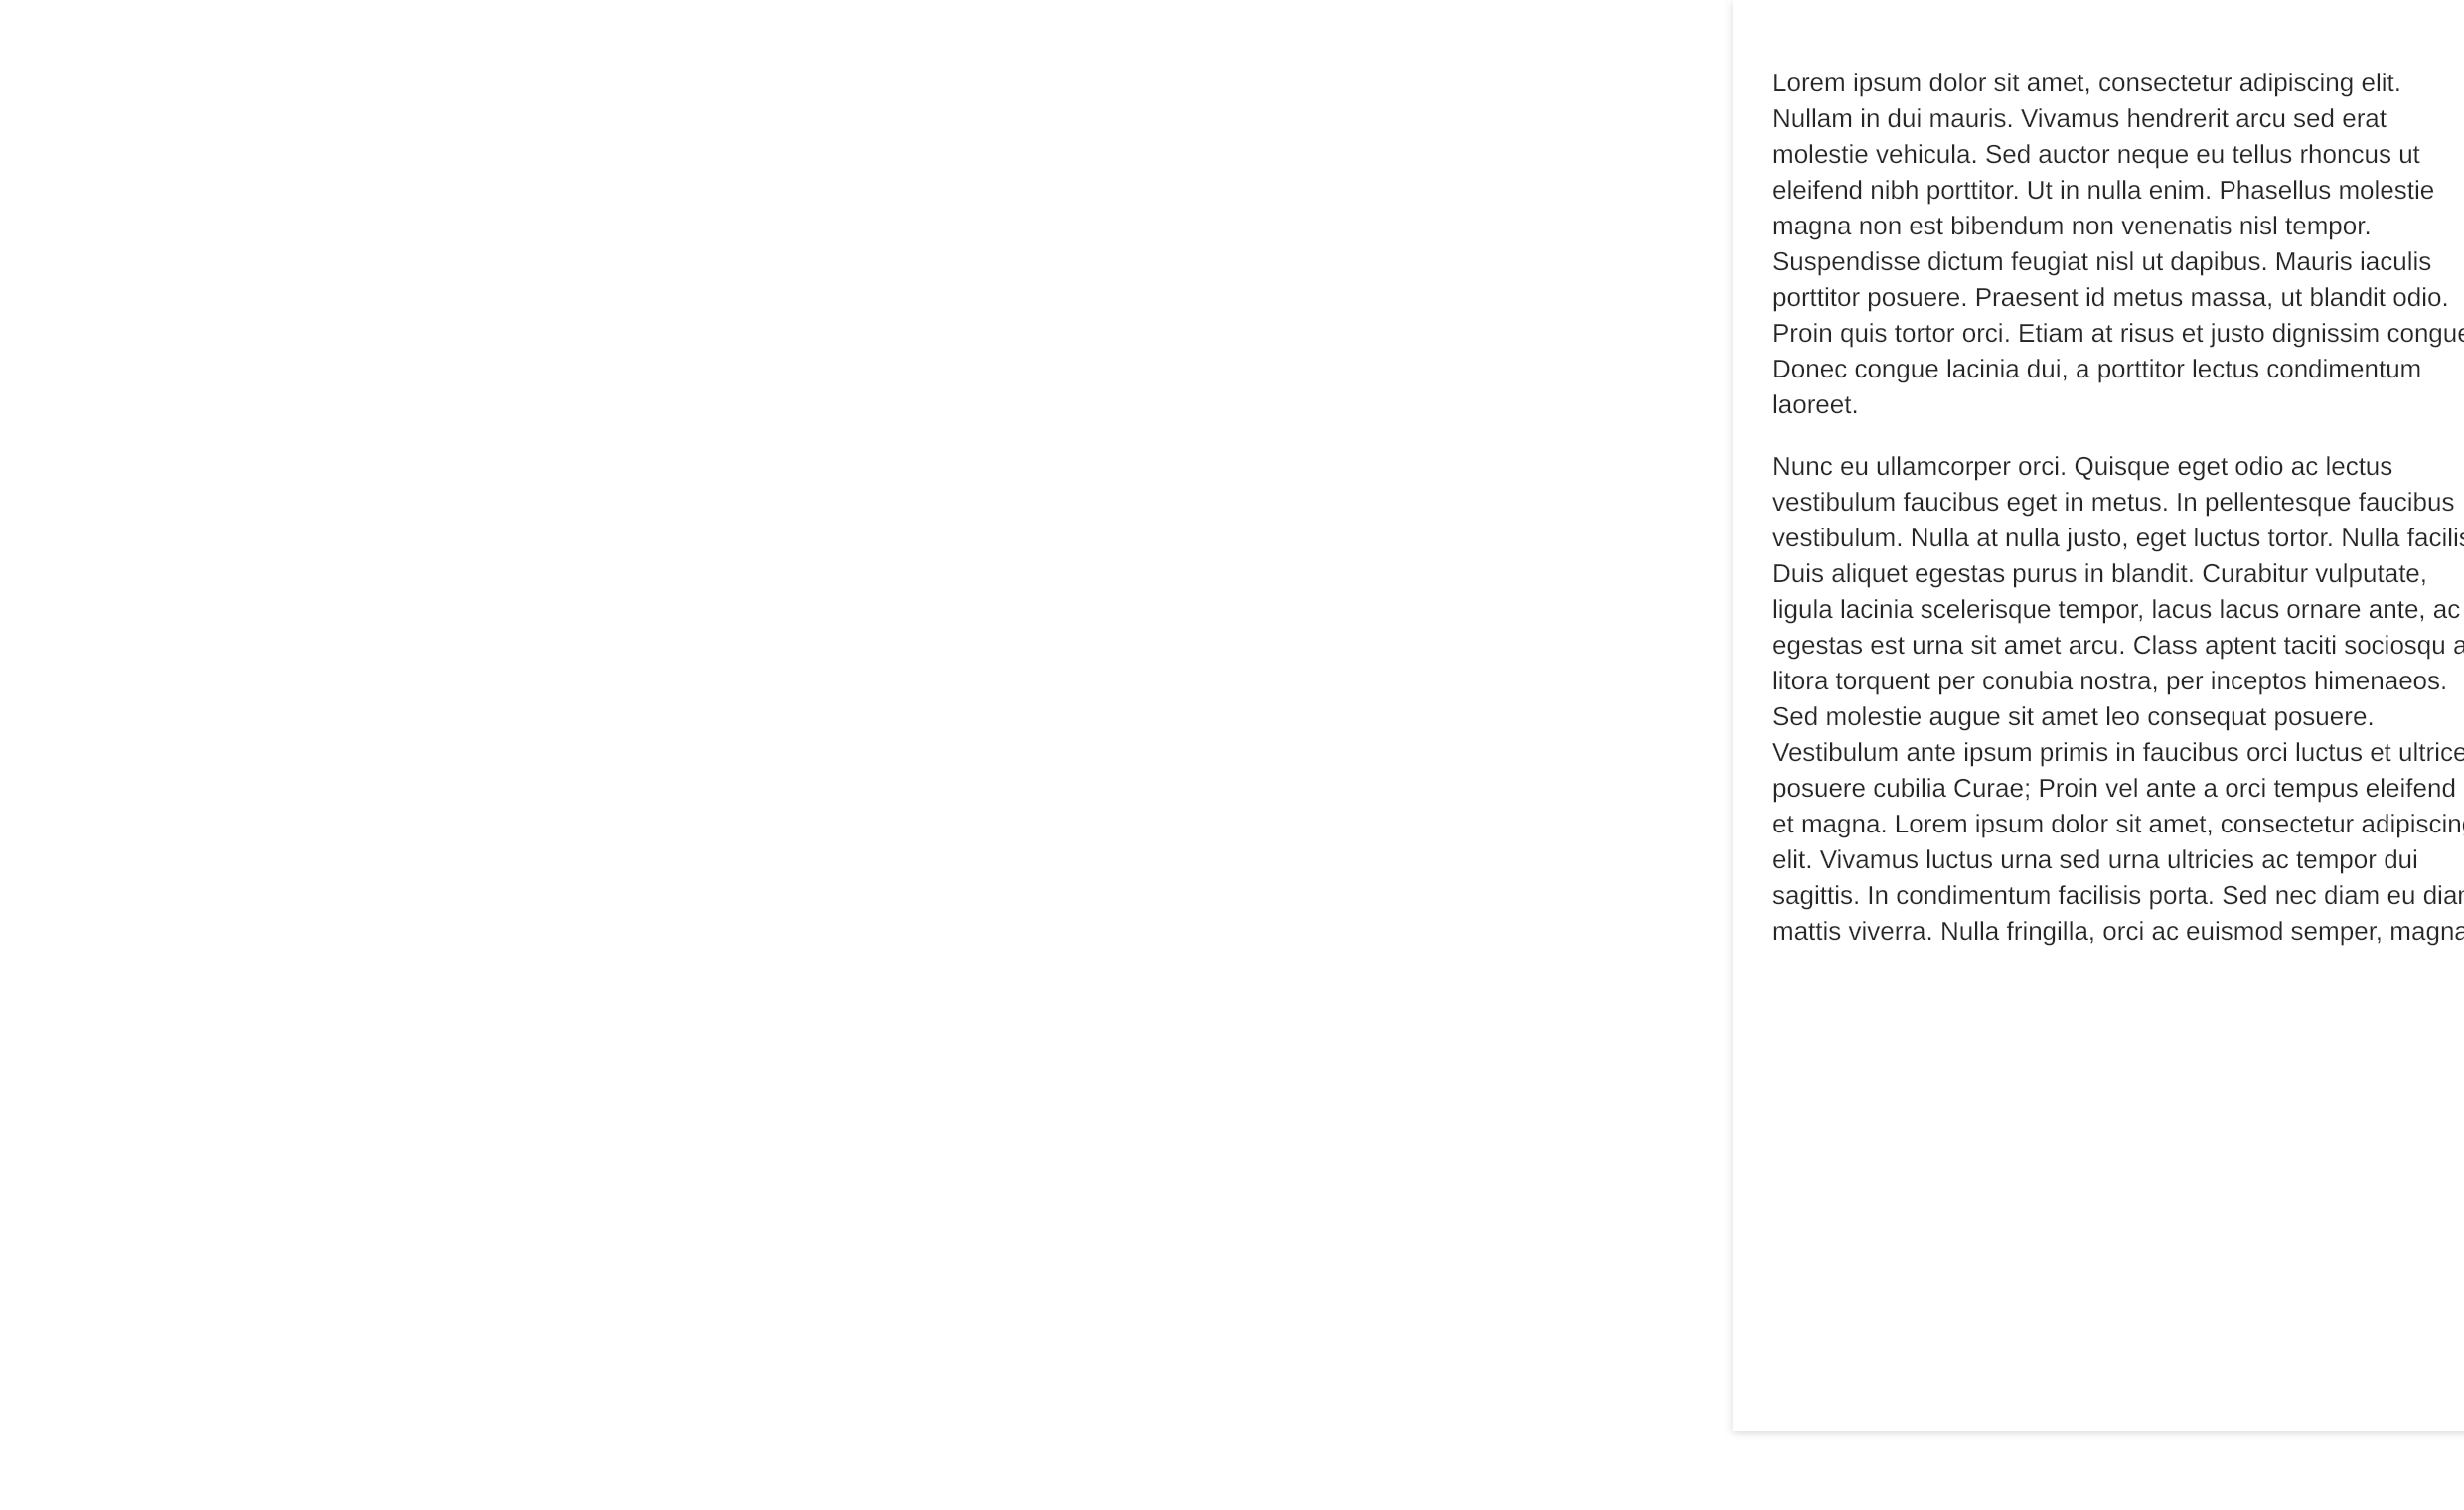 Lorem ipsum dolor sit amet, consectetur adipiscing elit.
Nullam in dui mauris. Vivamus hendrerit arcu sed erat
molestie vehicula. Sed auctor neque eu tellus rhoncus ut
eleifend nibh porttitor. Ut in nulla enim. Phasellus molestie
magna non est bibendum non venenatis nisl tempor.
Suspendisse dictum feugiat nisl ut dapibus. Mauris iaculis
porttitor posuere. Praesent id metus massa, ut blandit odio.
Proin quis tortor orci. Etiam at risus et justo dignissim congue
Donec congue lacinia dui, a porttitor lectus condimentum
laoreet.
Nunc eu ullamcorper orci. Quisque eget odio ac lectus
vestibulum faucibus eget in metus. In pellentesque faucibus
vestibulum. Nulla at nulla justo, eget luctus tortor. Nulla
Duis aliquet egestas purus in blandit. Curabitur vulputate,
ligula lacinia scelerisque tempor, lacus lacus ornare ante, ac
egestas est urna sit amet arcu. Class aptent taciti sociosqu
litora torquent per conubia nostra, per inceptos himenaeos.
Sed molestie augue sit amet leo consequat posuere.
Vestibulum ante ipsum primis in faucibus orci luctus et
posuere cubilia Curae; Proin vel ante a orci tempus eleifend
et magna. Lorem ipsum dolor sit amet, consectetur adipiscing
elit. Vivamus luctus urna sed urna ultricies ac tempor dui
sagittis. In condimentum facilisis porta. Sed nec diam eu
mattis viverra. Nulla fringilla, orci ac euismod semper, magna